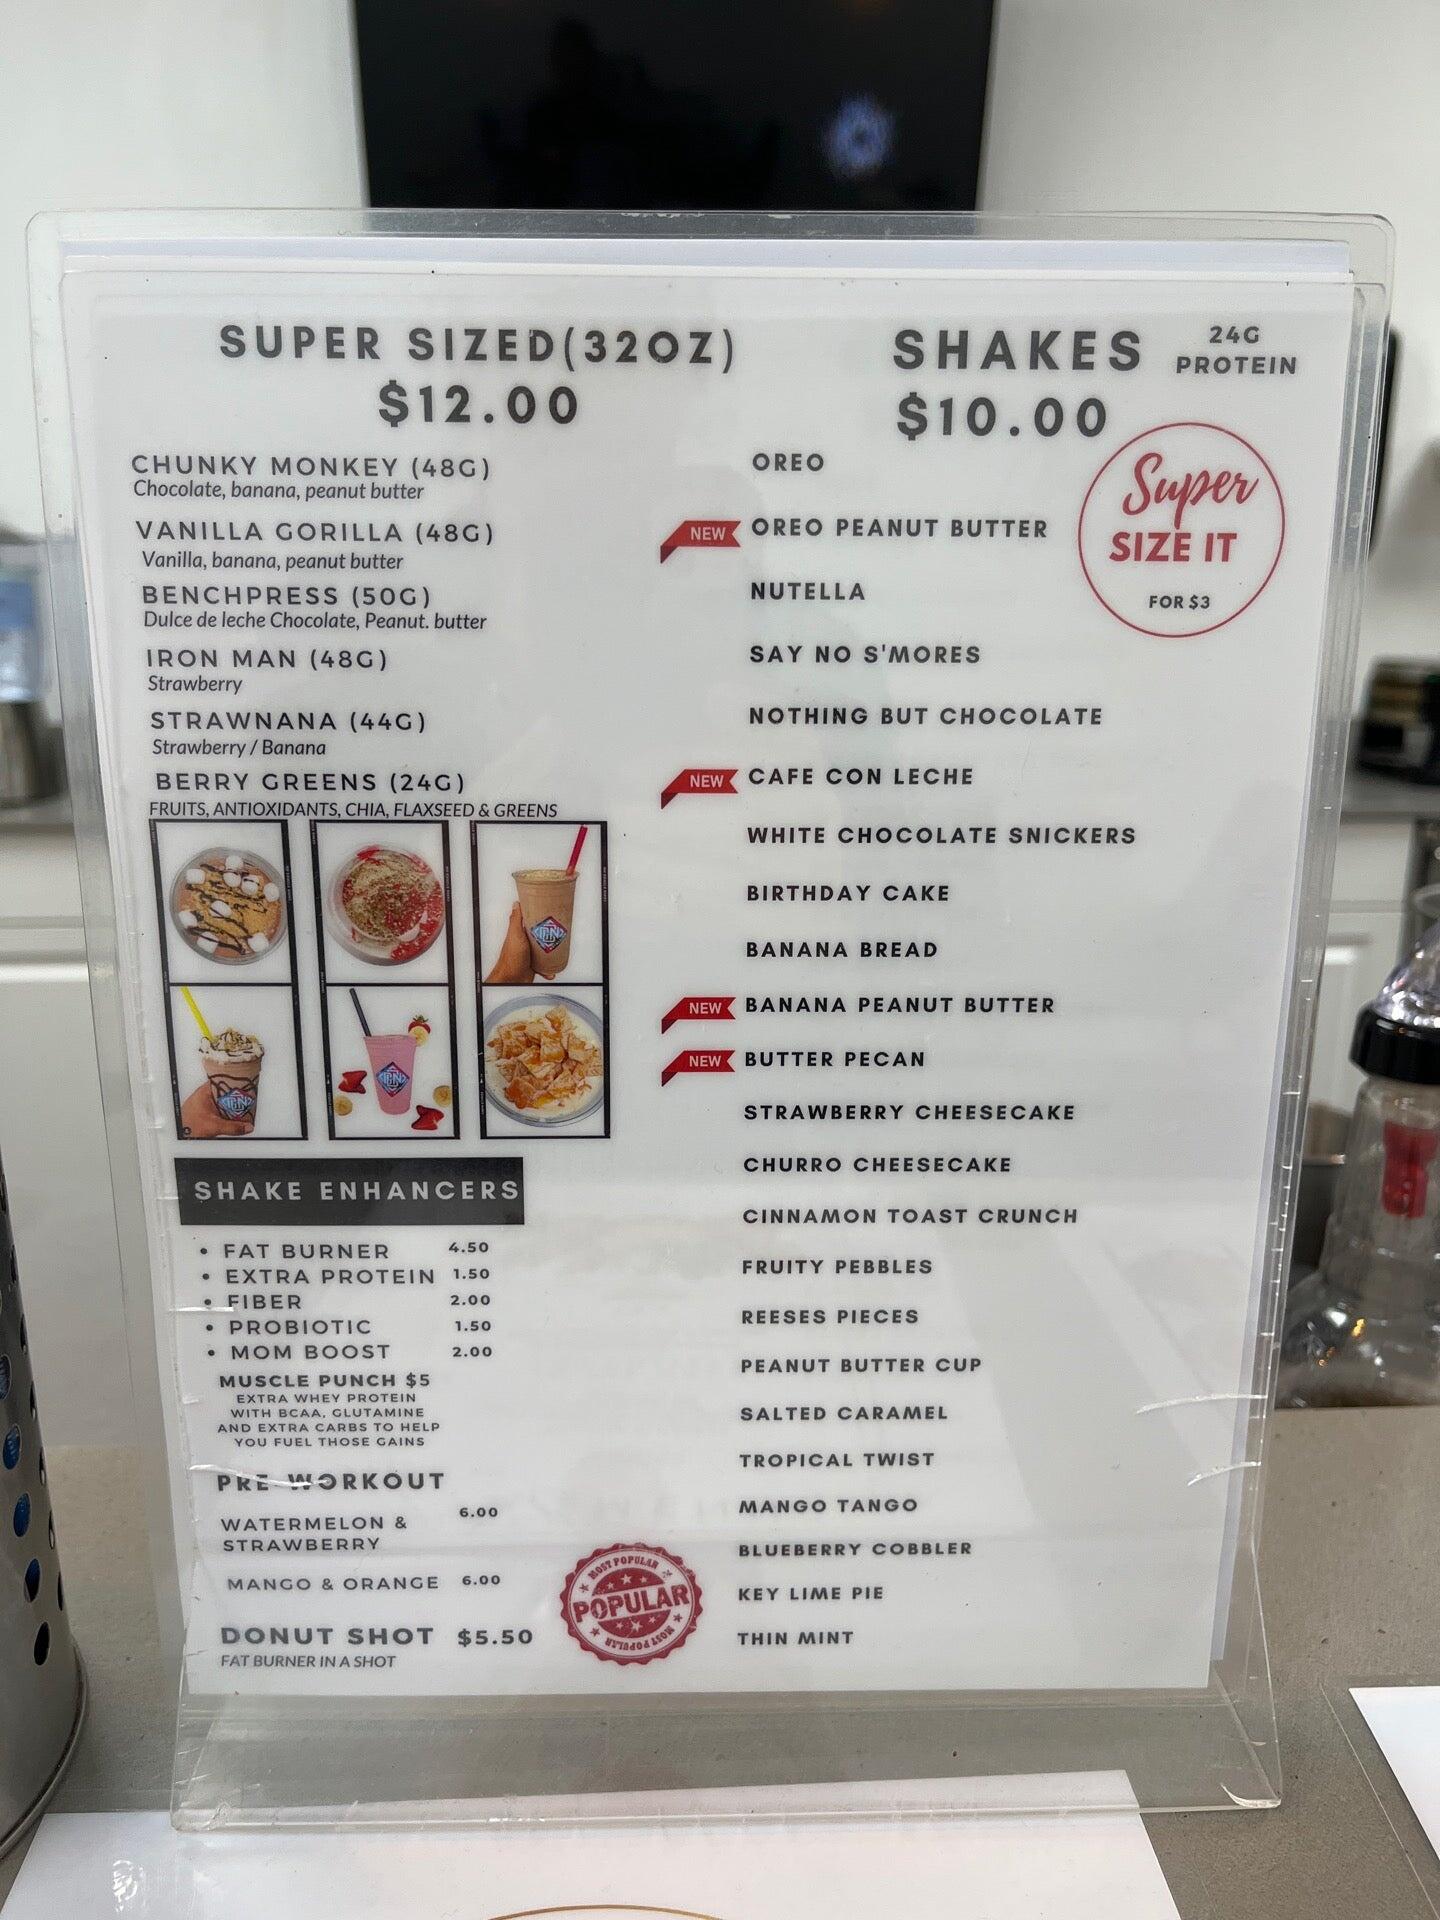 SUPER SIZED(32OZ)
$12.00
CHUNKY MONKEY (48G)
Chocolate, banana, peanut butter
VANILLA GORILLA (48G)
Vanilla, banana, peanut butter
BENCHPRESS (50G)
Dulce de leche Chocolate, Peanut. butter
IRON MAN (48G)
Strawberry
STRAWNANA (44G)
Strawberry / Banana
BERRY GREENS (24G)
FRUITS, ANTIOXIDANTS, CHIA, FLAXSEED & GREENS
SHAKE ENHANCERS
• FAT BURNER 4.50
• EXTRA PROTEIN 1.50
• FIBER 2.00
• PROBIOTIC 1.50
• MOM BOOST 2.00
MUSCLE PUNCH $5
EXTRA WHEY PROTEIN
WITH BCAA, GLUTAMINE
AND EXTRA CARBS TO HELP
YOU FUEL THOSE GAINS
PRE-WORKOUT
WATERMELON & 6.00
STRAWBERRY
MANGO & ORANGE 6.00
DONUT SHOT $5.50
FAT BURNER IN A SHOT
MOST POPULAR
POPULAR
MOST POPULAR
SHAKES
24G
PROTEIN
$10.00
Super
SIZE IT
FOR $3
OREO
NEW OREO PEANUT BUTTER
NUTELLA
SAY NO S'MORES
NOTHING BUT CHOCOLATE
NEW CAFE CON LECHE
WHITE CHOCOLATE SNICKERS
BIRTHDAY CAKE
BANANA BREAD
NEW BANANA PEANUT BUTTER
NEW BUTTER PECAN
STRAWBERRY CHEESECAKE
CHURRO CHEESECAKE
CINNAMON TOAST CRUNCH
FRUITY PEBBLES
REESES PIECES
PEANUT BUTTER CUP
SALTED CARAMEL
TROPICAL TWIST
MANGO TANGO
BLUEBERRY COBBLER
KEY LIME PIE
THIN MINT